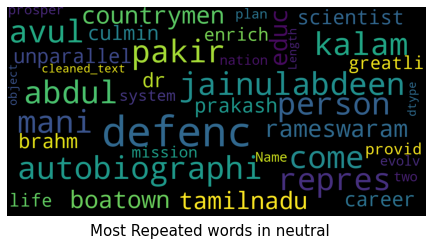 prosper countrymen plan scientist
avul culmin enrich educ Length kalam
unparallel pakir nation greatli
cleaned_text dr jainulabdeen
object abdul system prakash person dtype
mani defenc rameswaram
brahm mission come provid
autobiographi Name repres evolv two
life boatown tamilnadu career
Most Repeated words in neutral